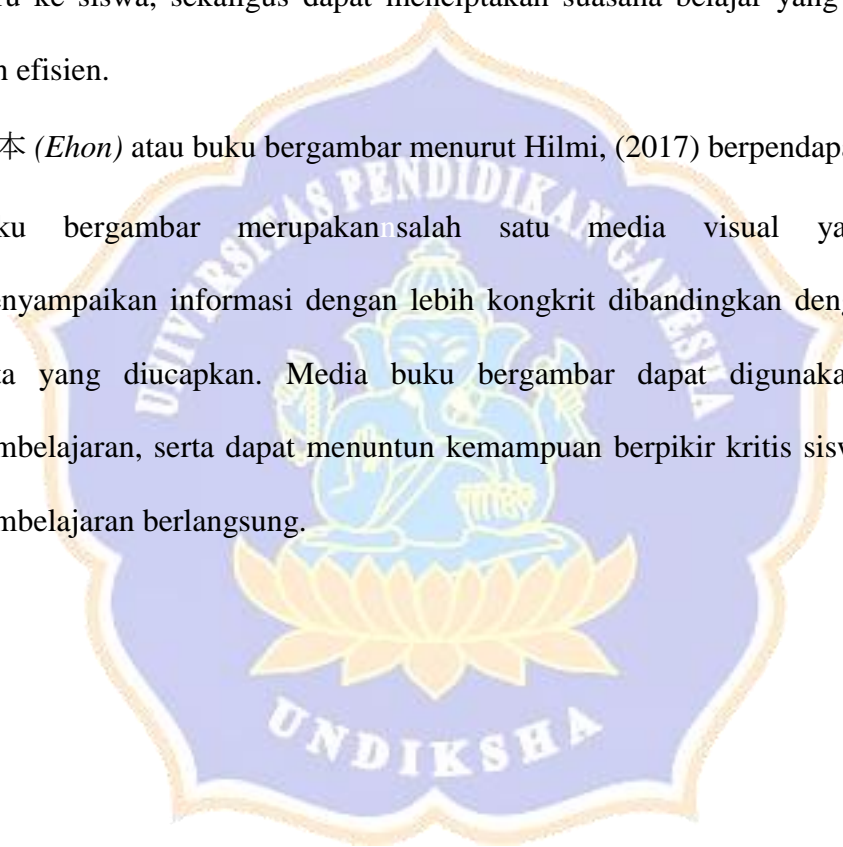 ke siswa, sekaligus dapat menciptakan suasana belajar yang
efisien.
本 (Ehon) atau buku bergambar menurut Hilmi, (2017)
bergambar merupakan salah satu media visual
informasi dengan lebih kongkrit dibandingkan
yang diucapkan. Media buku bergambar dapat
serta dapat menuntun kemampuan berpikir kritis
berlangsung.
UNIVERSITAS PENDIDIKAN GANESHA
UNDIKSHA